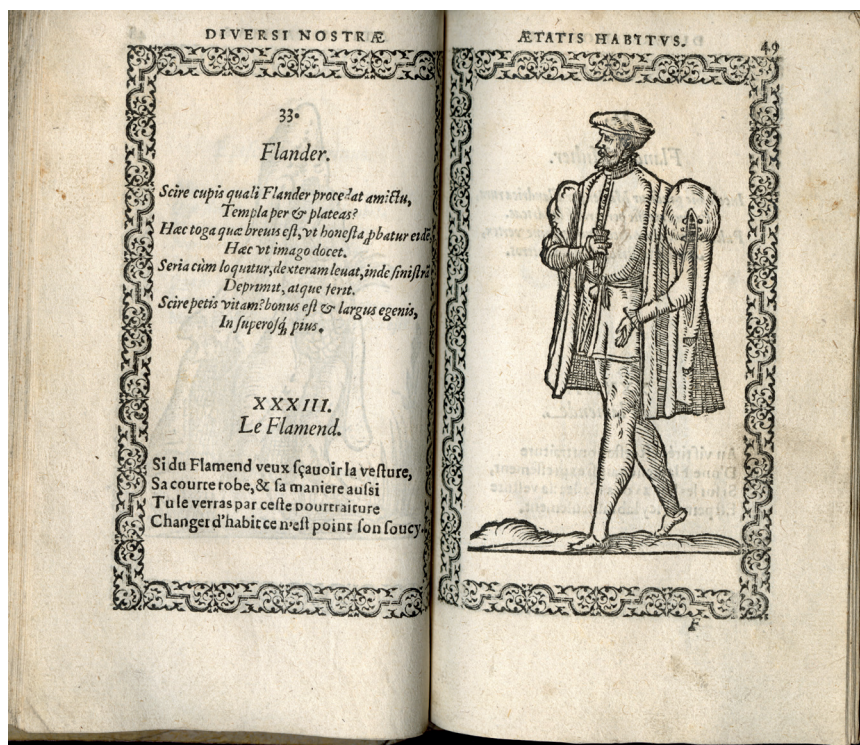 DIVERSI NOSTRÆ
33.
Flander.
Scire cupis quali Flander procedat amictu,
Templa per & plateas?
Hæc toga quæ breuis est, vt honesta ꝓbatur eidē,
Hæc vt imago docet.
Seria cùm loquitur, dexteram leuat, inde sinistrā
Deprimit, atque ferit.
Scire petis vitam? bonus est & largus egenis,
In superosq́, pius.
XXXIII.
Le Flamend.
Si du Flamend veux sçauoir la vesture,
Sa courte robe, & sa maniere aussi
Tu le verras par ceste pourtraiture
Changer d'habit ce n'est point son soucy.
ÆTATIS HABITVS.
49
F